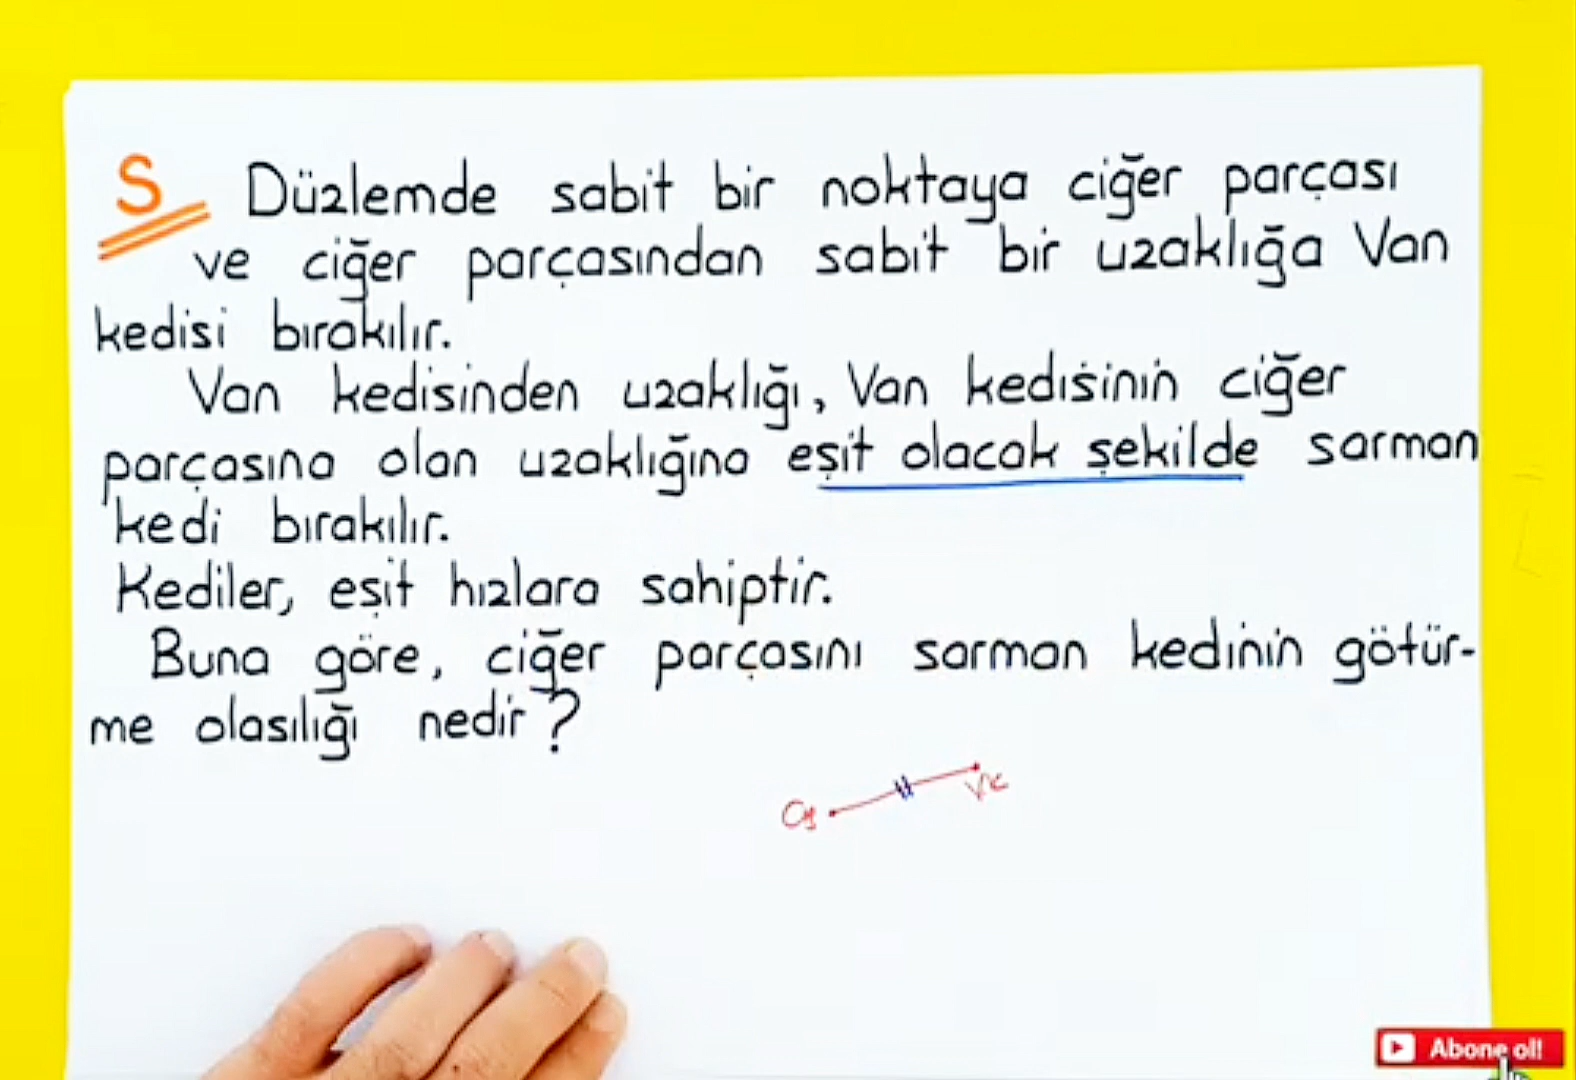 S Düzlemde sabit bir noktaya ciğer parçası
ve ciğer parçasından sabit bir uzaklığa Van
kedisi bırakılır.
Van kedisinden uzaklığı, Van kedisinin ciğer
parçasına olan uzaklığına eşit olacak şekilde sarman
kedi bırakılır.
Kediler, eşit hızlara sahiptir.
Buna göre, ciğer parçasını sarman kedinin götür-
me olasılığı nedir?
Cğ
VK
Abone ol!